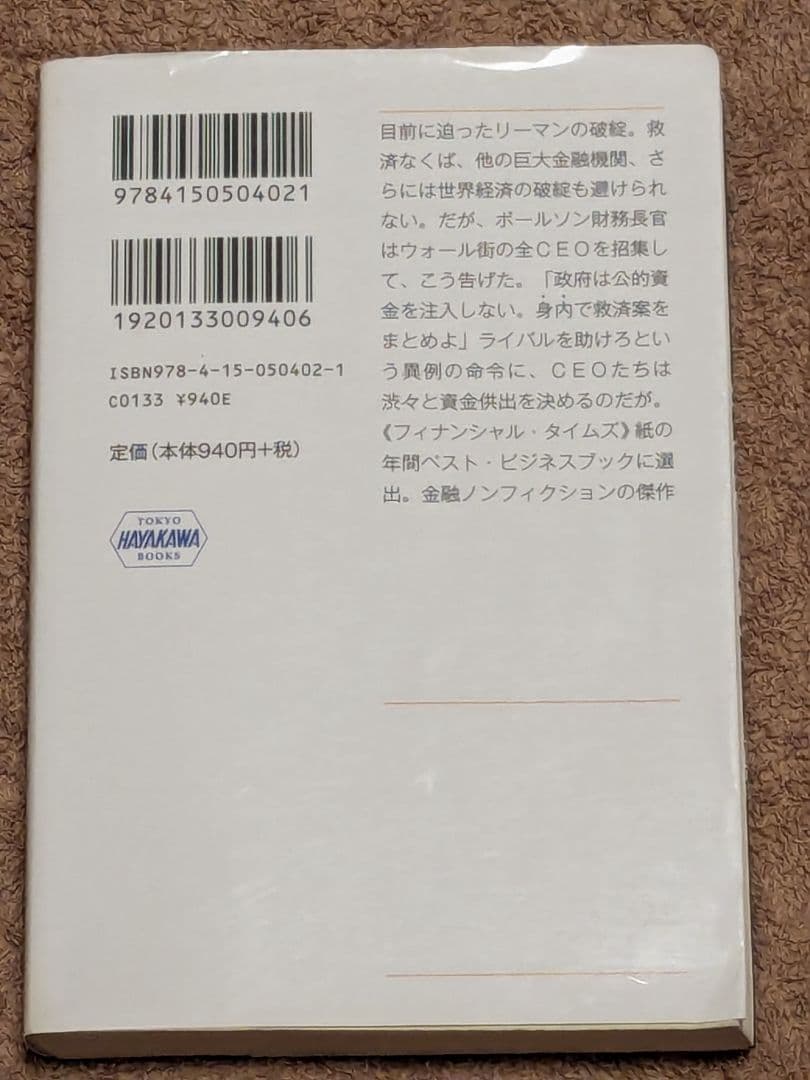 9784150504021
1920133009406
ISBN978-4-15-050402-1
C0133 ¥940E
定価(本体940円+税)
TOKYO
HAYAKAWA
BOOKS
目前に迫ったリーマンの破綻。救
済なくば、他の巨大金融機関、さ
らには世界経済の破綻も避けられ
ない。だが、ポールソン財務長官
はウォール街の全CEOを招集し
て、こう告げた。「政府は公的資
金を注入しない。身内で救済案を
まとめよ」ライバルを助けろとい
う異例の命令に、CEOたちは
渋々と資金供出を決めるのだが。
《フィナンシャル・タイムズ》紙の
年間ベスト・ビジネスブックに選
出。金融ノンフィクションの傑作